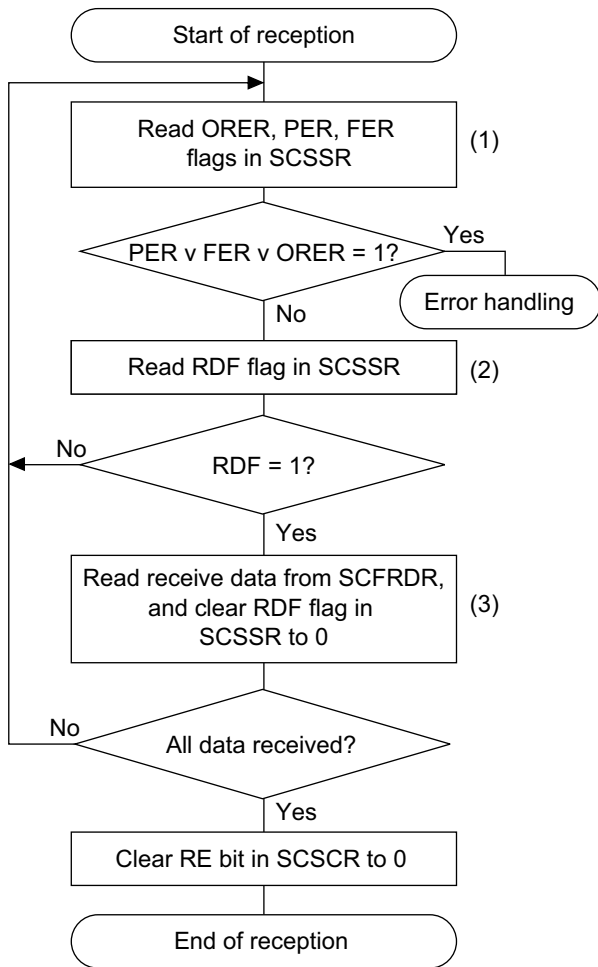 Start of reception
Read ORER, PER, FER
flags in SCSSR
(1)
PER v FER v ORER = 1?
Yes
Error handling
No
Read RDF flag in SCSSR
(2)
No
RDF = 1?
Yes
Read receive data from SCFRDR,
and clear RDF flag in
SCSSR to 0
(3)
No
All data received?
Yes
Clear RE bit in SCSCR to 0
End of reception